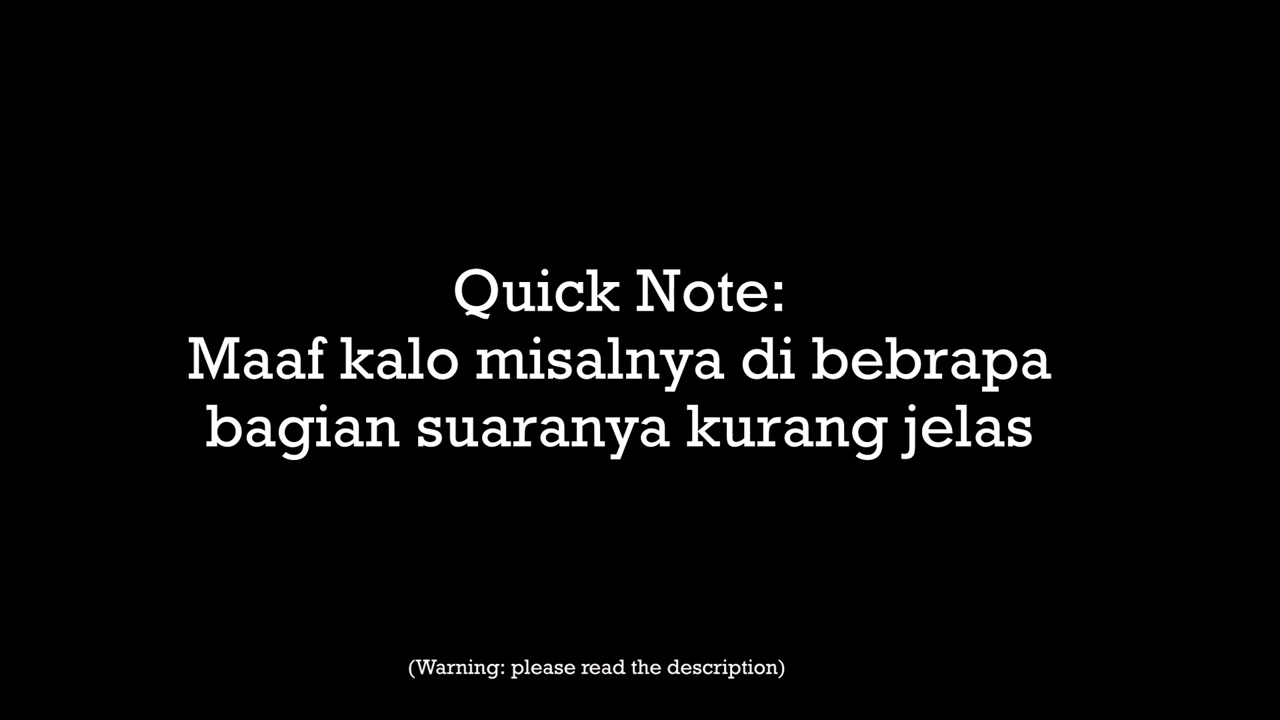 Quick Note:
Maaf kalo misalnya di bebrapa
bagian suaranya kurang jelas
(Warning: please read the description)